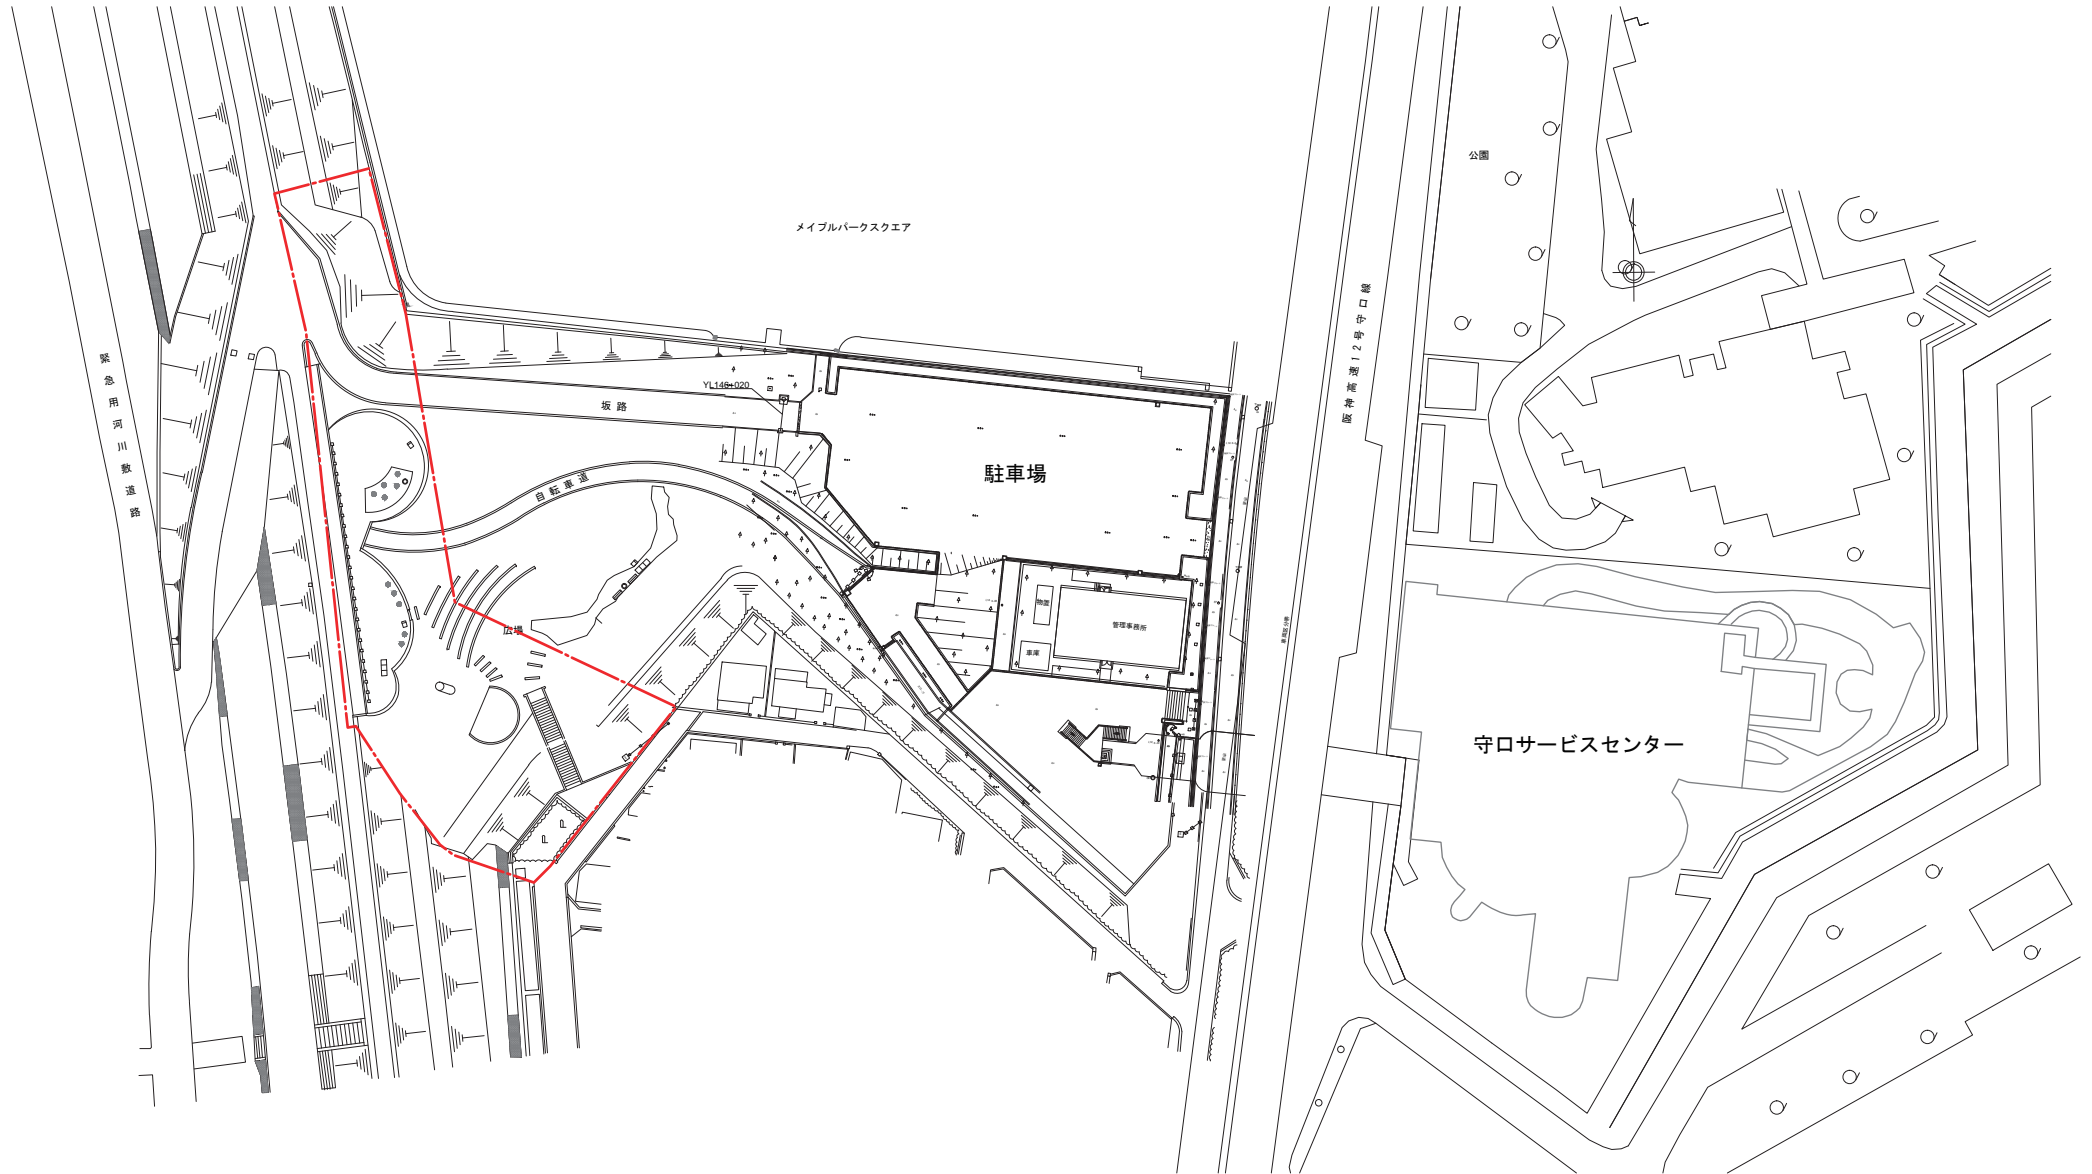 公園
メイプルパークスクエア
阪神高速12号守口線
緊急用河川敷道路
YL146+020
坂路
駐車場
自転車道
広場
物置
管理事務所
車庫
守口サービスセンター